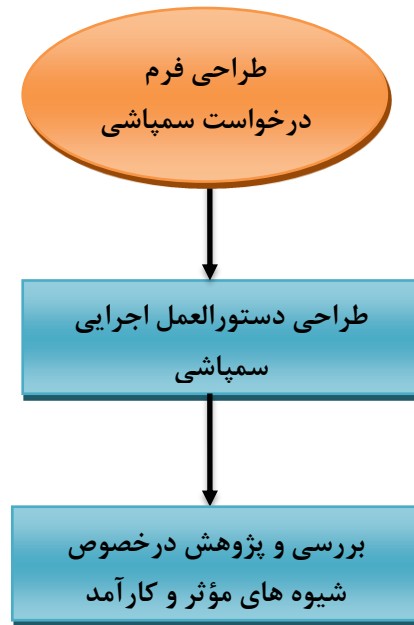 طراحی فرم
درخواست سمپاشی
طراحی دستورالعمل اجرایی
سمپاشی
بررسی و پژوهش درخصوص
شیوه های مؤثر و کارآمد